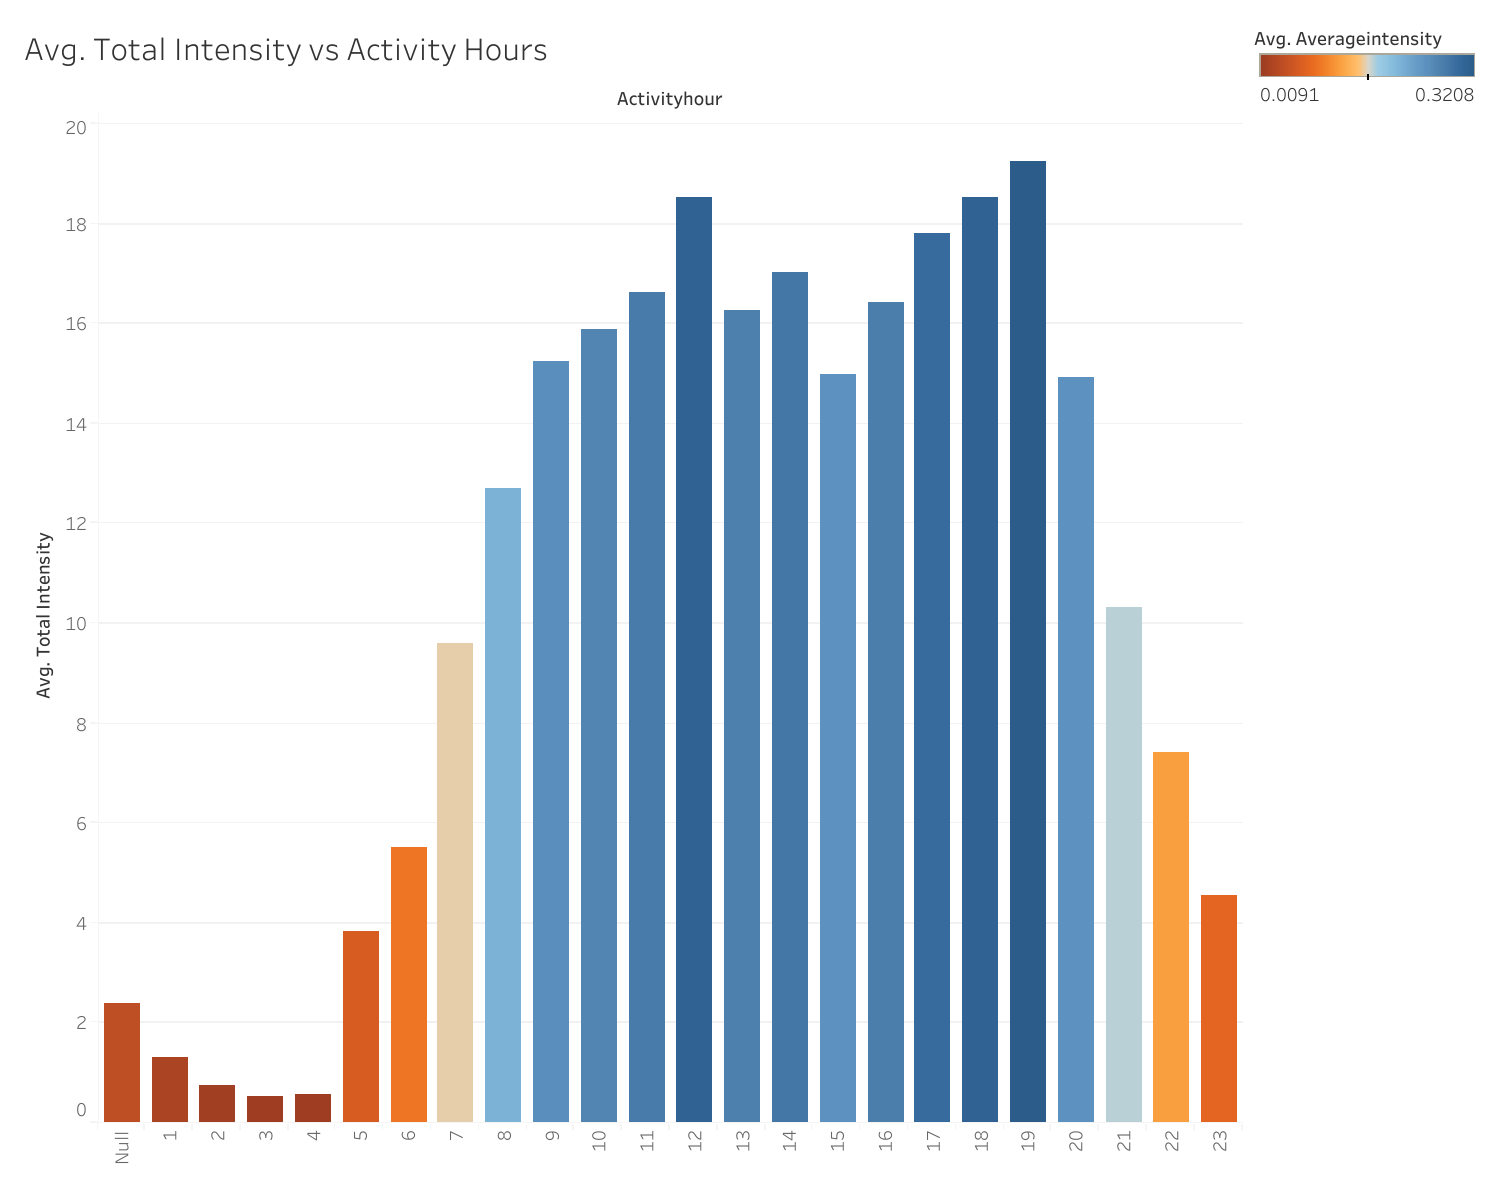 Avg. Total Intensity vs Activity Hours
Avg. Averageintensity
0.0091 0.3208
Activityhour
20
18
16
14
12
10
8
6
4
2
0
Avg. Total Intensity
Null 1 2 3 4 5 6 7 8 9 10 11 12 13 14 15 16 17 18 19 20 21 22 23